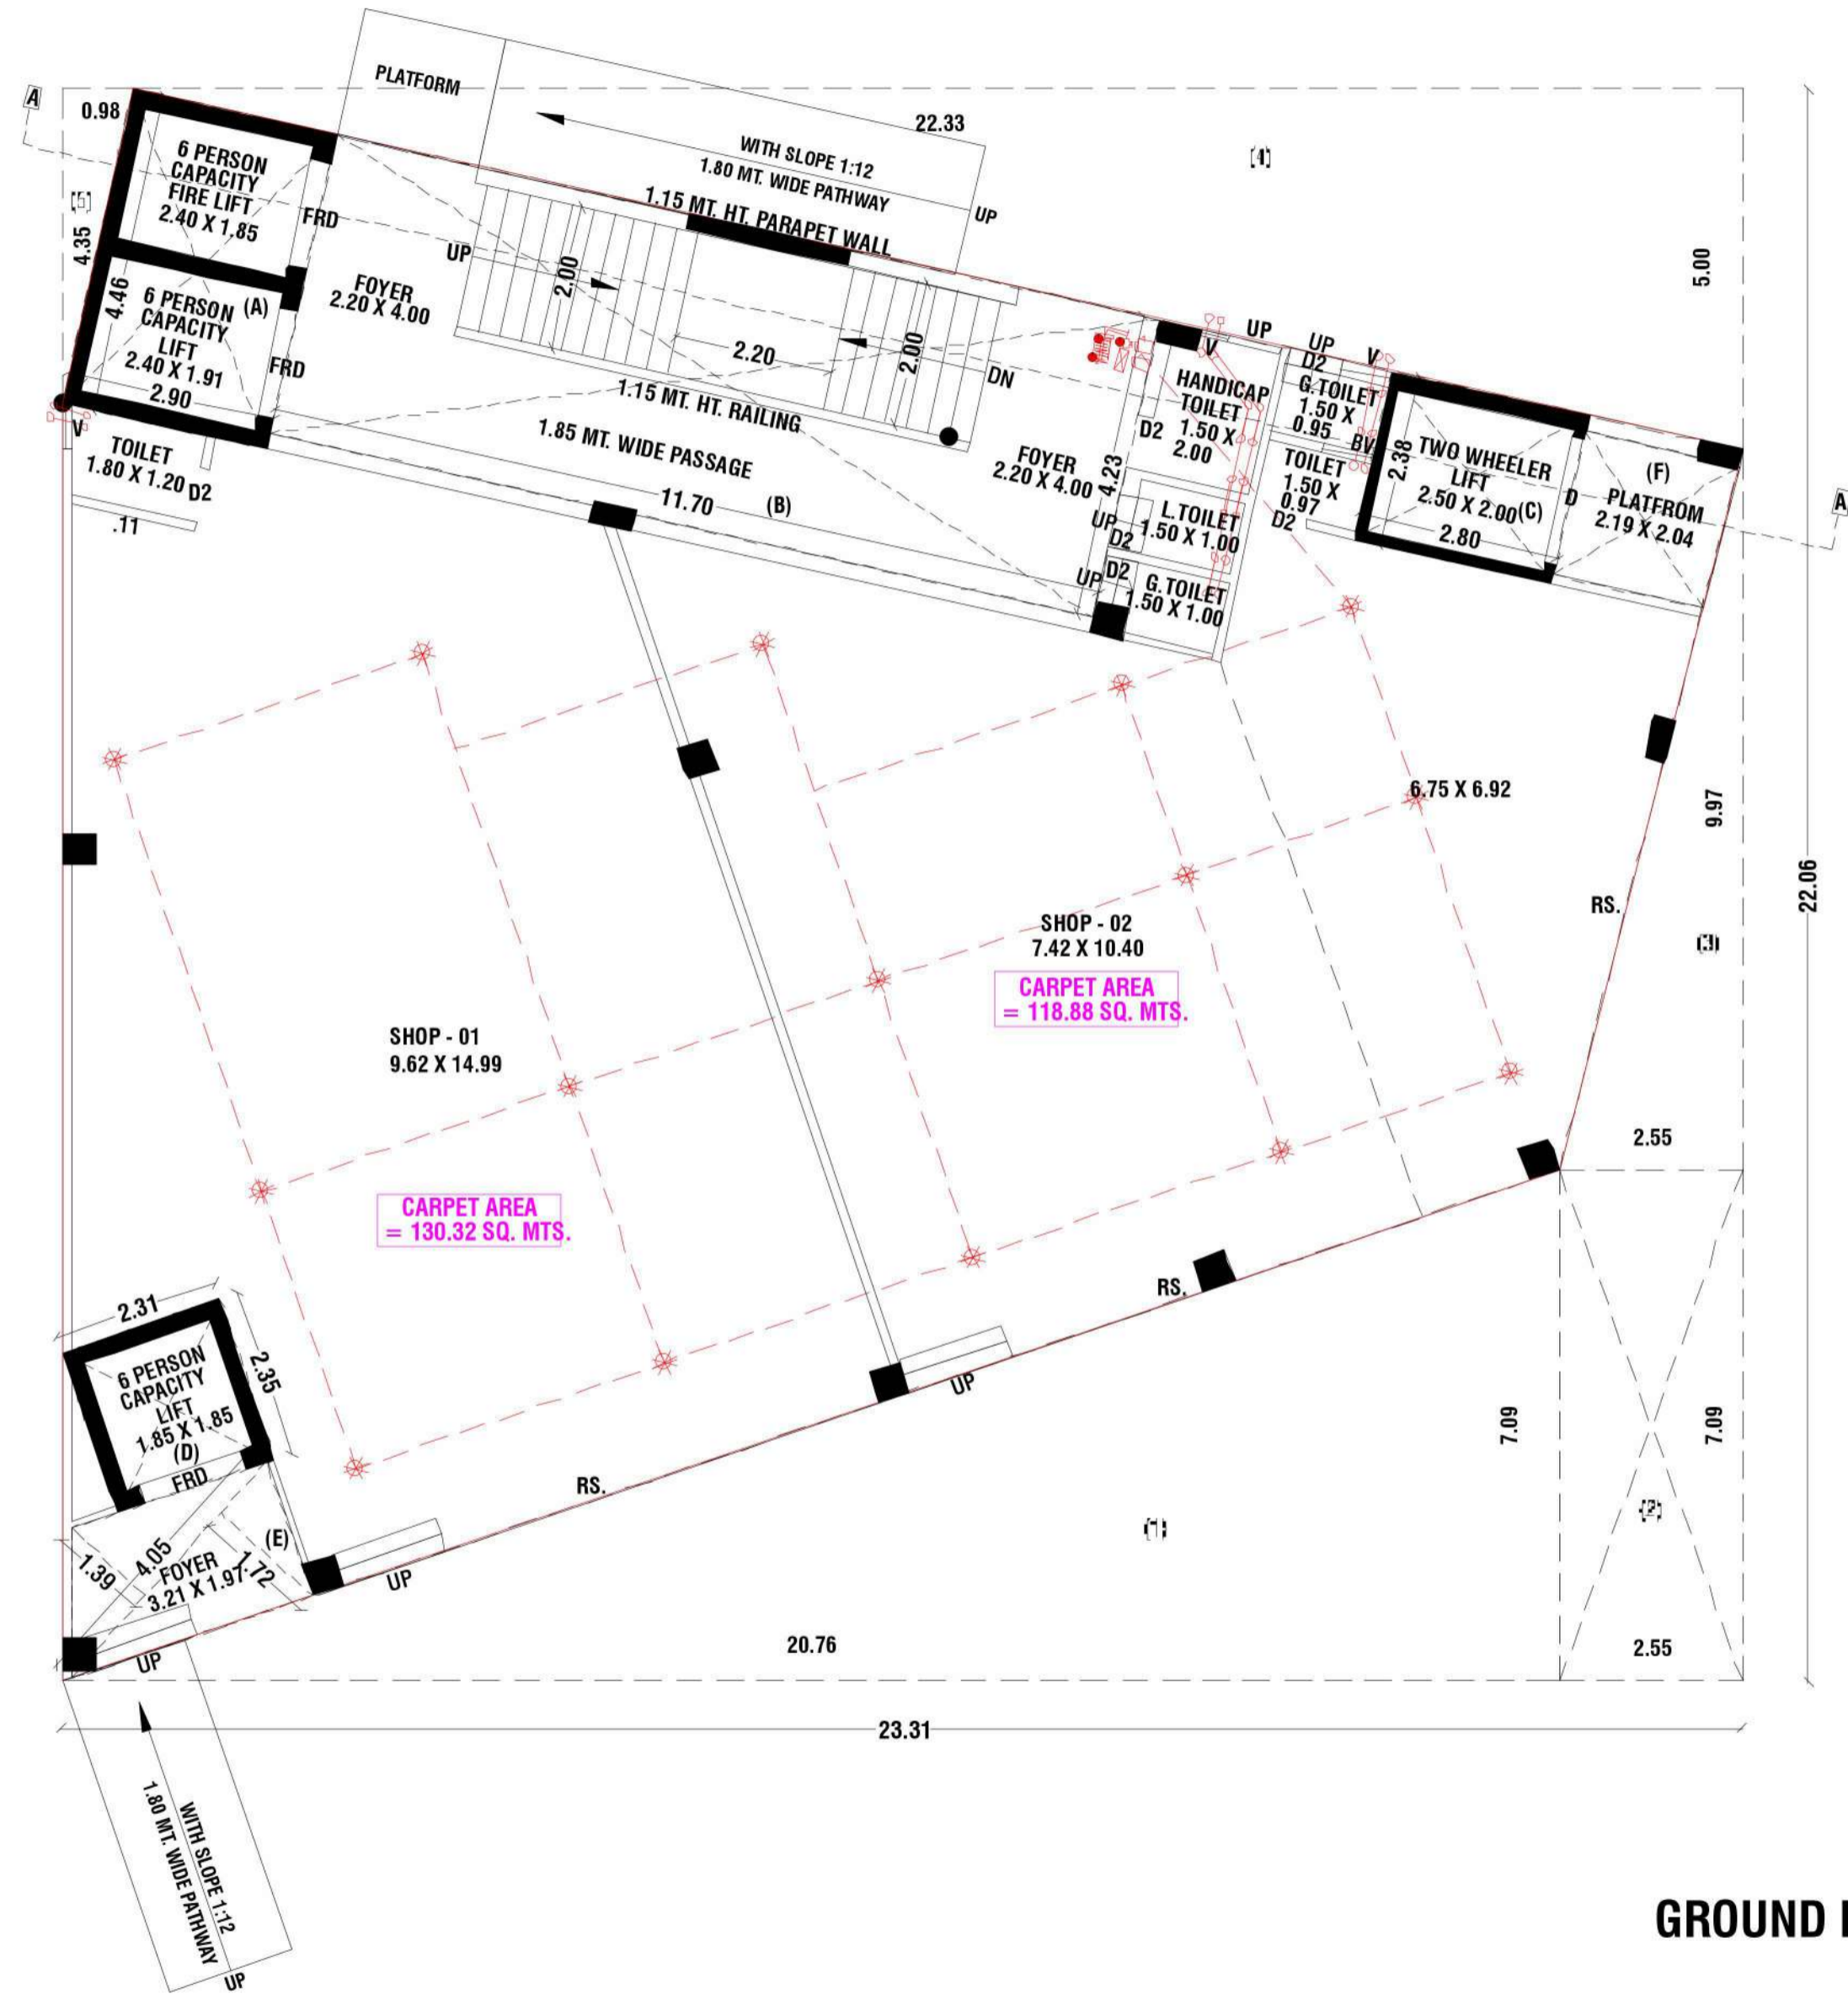 PLATFORM
A
0.98
22.33
WITH SLOPE 1:12
1.80 MT. WIDE PATHWAY
UP
1.15 MT. HT. PARAPET WALL
[4]
6 PERSON
CAPACITY
FIRE LIFT
2.40 X 1.85
FRD
[5]
4.35
4.46
6 PERSON (A)
CAPACITY
LIFT
2.40 X 1.91
FRD
2.90
V
FOYER
2.20 X 4.00
UP
2.00
2.20
2.00
DN
1.15 MT. HT. RAILING
1.85 MT. WIDE PASSAGE
11.70
(B)
TOILET
1.80 X 1.20
D2
.11
FOYER
2.20 X 4.00
4.23
UP
V
HANDICAP
TOILET
1.50 X
2.00
D2
UP
D2
V
G.TOILET
1.50 X
0.95
BV
TOILET
1.50 X
0.97
D2
UP
D2
L.TOILET
1.50 X 1.00
UP
D2
G.TOILET
1.50 X 1.00
2.38
TWO WHEELER
LIFT
2.50 X 2.00
(C)
2.80
D
(F)
PLATFROM
2.19 X 2.04
A
5.00
6.75 X 6.92
9.97
22.06
RS.
[3]
SHOP - 02
7.42 X 10.40
CARPET AREA
= 118.88 SQ. MTS.
SHOP - 01
9.62 X 14.99
CARPET AREA
= 130.32 SQ. MTS.
2.55
RS.
UP
7.09
7.09
[2]
2.31
2.35
6 PERSON
CAPACITY
LIFT
1.85 X 1.85
(D)
FRD
RS.
[1]
(E)
4.05
1.39
1.72
FOYER
3.21 X 1.97
UP
UP
20.76
2.55
23.31
WITH SLOPE 1:12
1.80 MT. WIDE PATHWAY
UP
GROUND